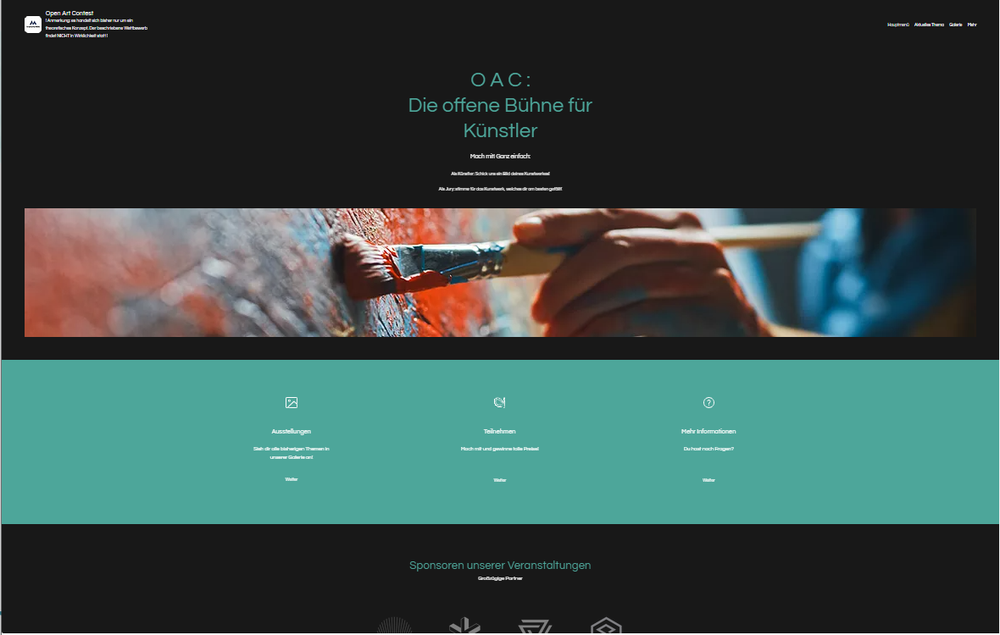 Open Art Contest
! Anmerkung: es handelt sich bisher nur um ein
theoretisches Konzept. Der beschriebene Wettbewerb
findet NICHT in Wirklichkeit statt !
Hauptmenü Aktuelles Thema Galerie Mehr
O A C :
Die offene Bühne für
Künstler
Mach mit! Ganz einfach:
Als Künstler: Schick uns ein Bild deines Kunstwerkes!
Als Jury: stimme für das Kunstwerk, welches dir am besten gefällt!
Ausstellungen
Sieh dir alle bisherigen Themen in
unserer Galerie an!
Weiter
Teilnehmen
Mach mit und gewinne tolle Preise!
Weiter
Mehr Informationen
Du hast noch Fragen?
Weiter
Sponsoren unserer Veranstaltungen
Großzügige Partner